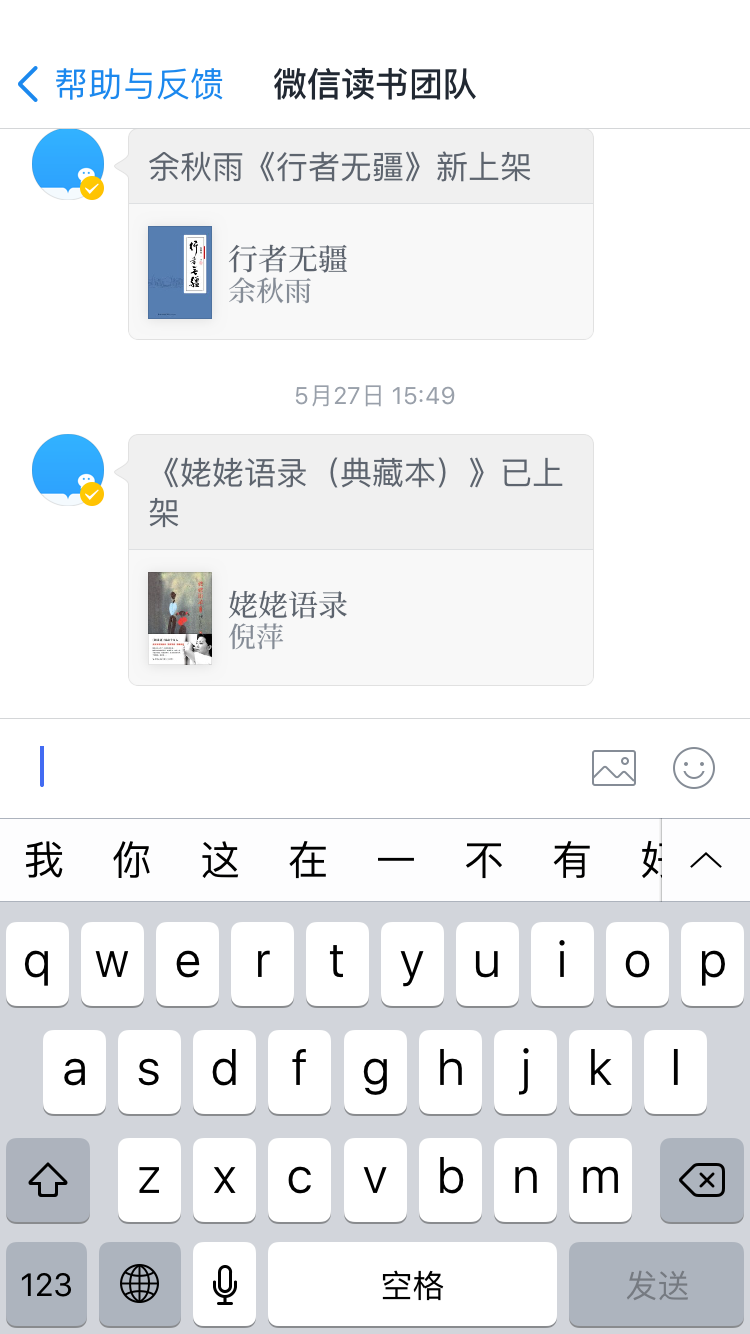 帮助与反馈 微信读书团队
余秋雨《行者无疆》新上架
行者无疆
余秋雨
5月27日 15:49
《姥姥语录（典藏本）》已上
架
姥姥语录
倪萍
我 你 这 在 一 不 有 好
q w e r t y u i o p
a s d f g h j k l
z x c v b n m
123 空格 发送